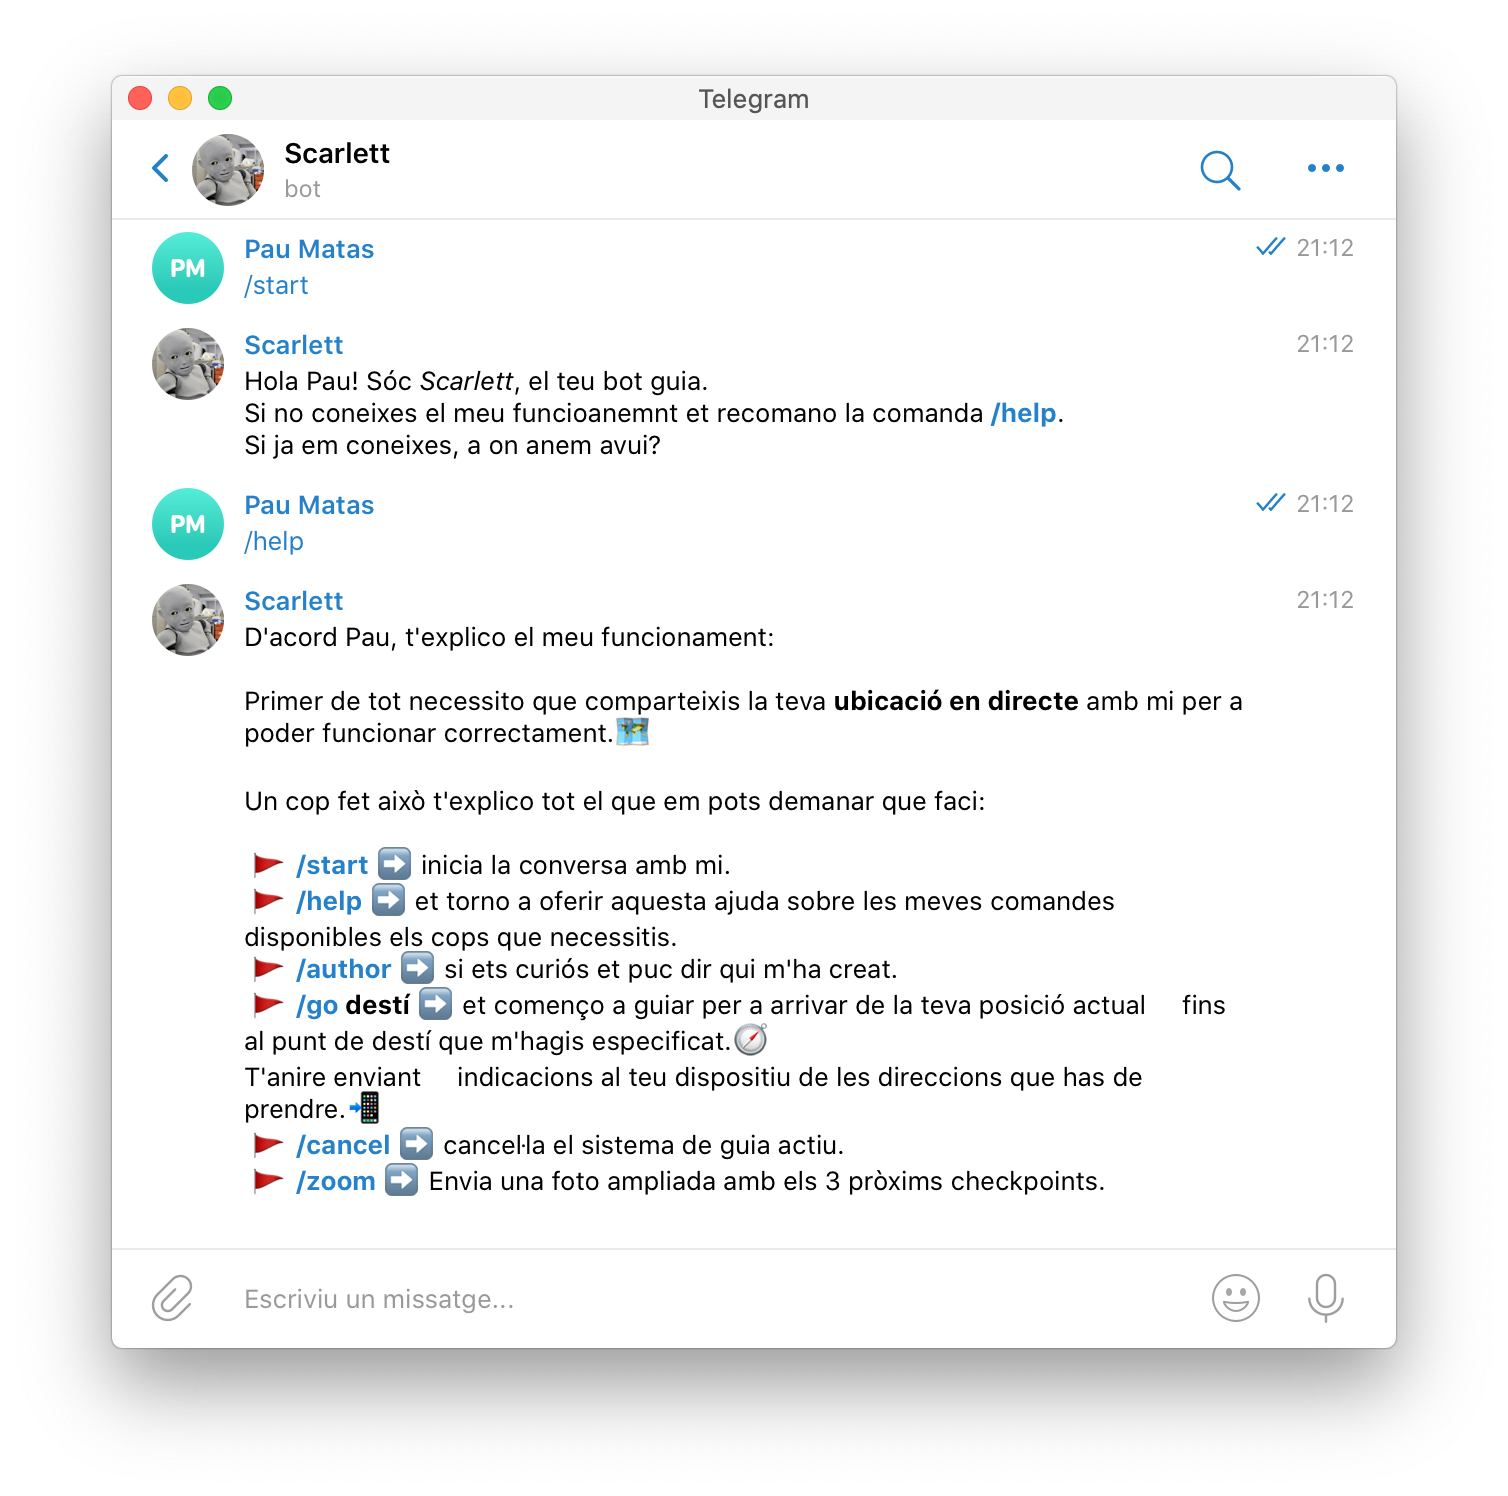 Telegram
Scarlett
bot
Pau Matas
21:12
PM
/start
Scarlett
21:12
Hola Pau! Sóc Scarlett, el teu bot guia.
Si no coneixes el meu funcioanemnt et recomano la comanda /help.
Si ja em coneixes, a on anem avui?
Pau Matas
21:12
PM
/help
Scarlett
21:12
D'acord Pau, t'explico el meu funcionament:
Primer de tot necessito que comparteixis la teva ubicació en directe amb mi per a
poder funcionar correctament.🗺️
Un cop fet això t'explico tot el que em pots demanar que faci:
🚩 /start ➡️ inicia la conversa amb mi.
🚩 /help ➡️ et torno a oferir aquesta ajuda sobre les meves comandes
disponibles els cops que necessitis.
🚩 /author ➡️ si ets curiós et puc dir qui m'ha creat.
🚩 /go destí ➡️ et començo a guiar per a arrivar de la teva posició actual fins
al punt de destí que m'hagis especificat.🧭
T'anire enviant indicacions al teu dispositiu de les direccions que has de
prendre.📲
🚩 /cancel ➡️ cancel·la el sistema de guia actiu.
🚩 /zoom ➡️ Envia una foto ampliada amb els 3 pròxims checkpoints.
Escriviu un missatge...